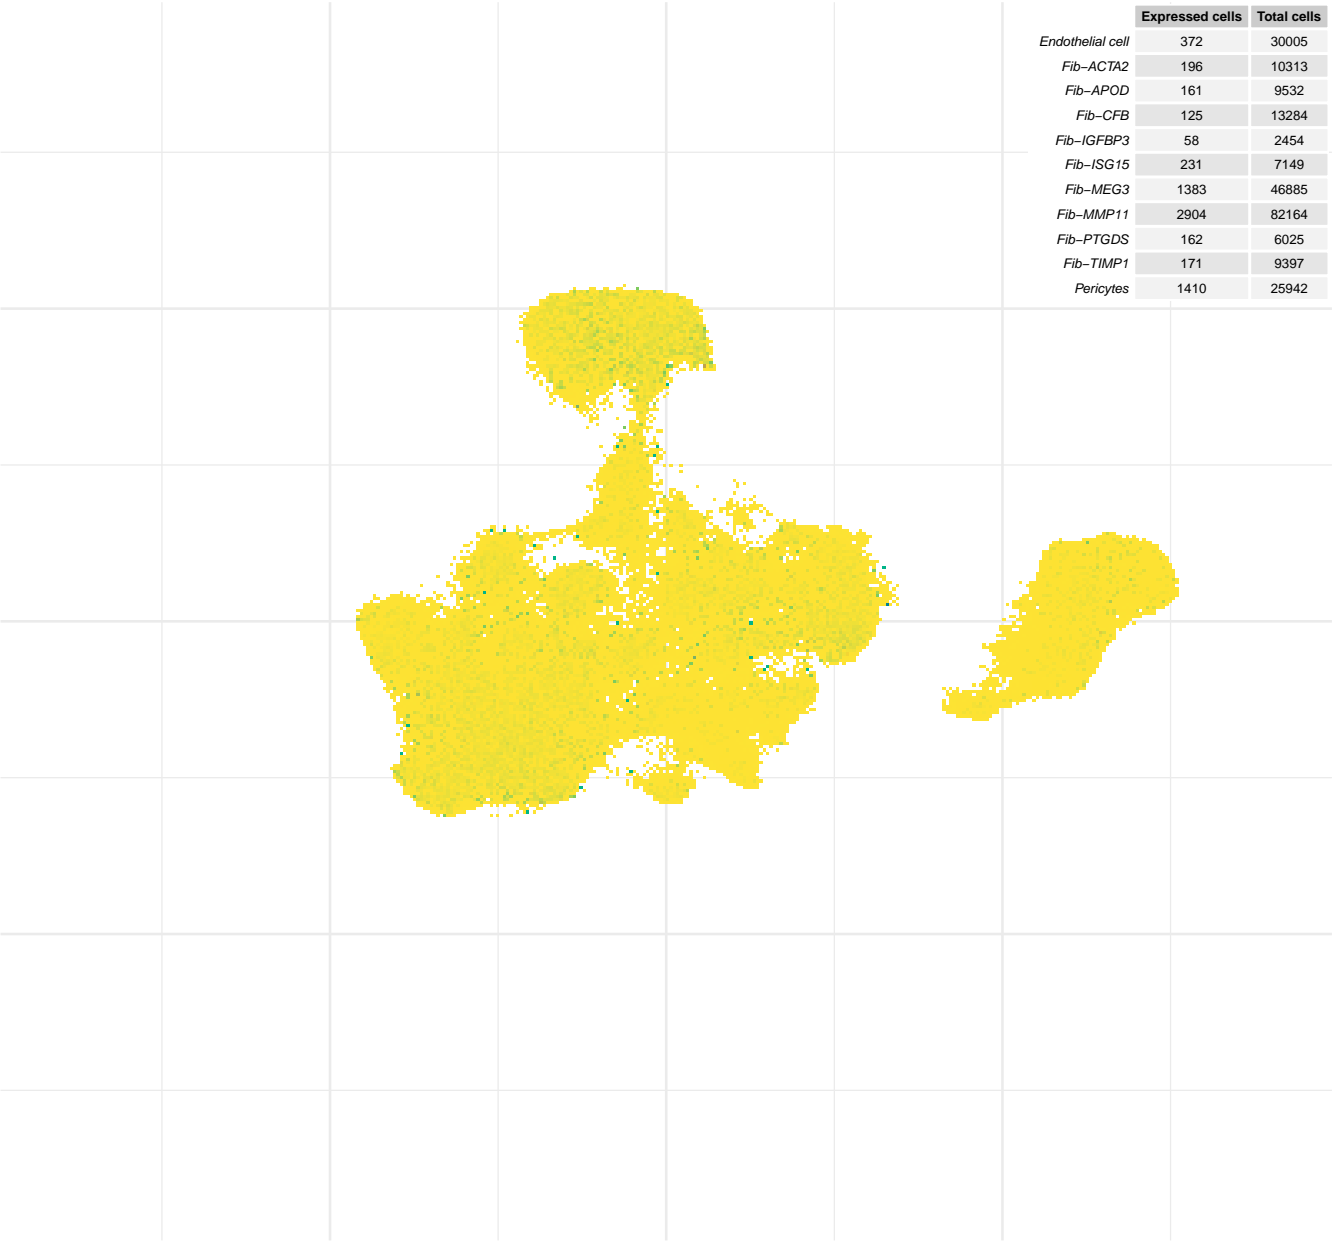 Expressed cells Total cells
Endothelial cell 372 30005
Fib−ACTA2 196 10313
Fib−APOD 161 9532
Fib−CFB 125 13284
Fib−IGFBP3 58 2454
Fib−ISG15 231 7149
Fib−MEG3 1383 46885
Fib−MMP11 2904 82164
Fib−PTGDS 162 6025
Fib−TIMP1 171 9397
Pericytes 1410 25942